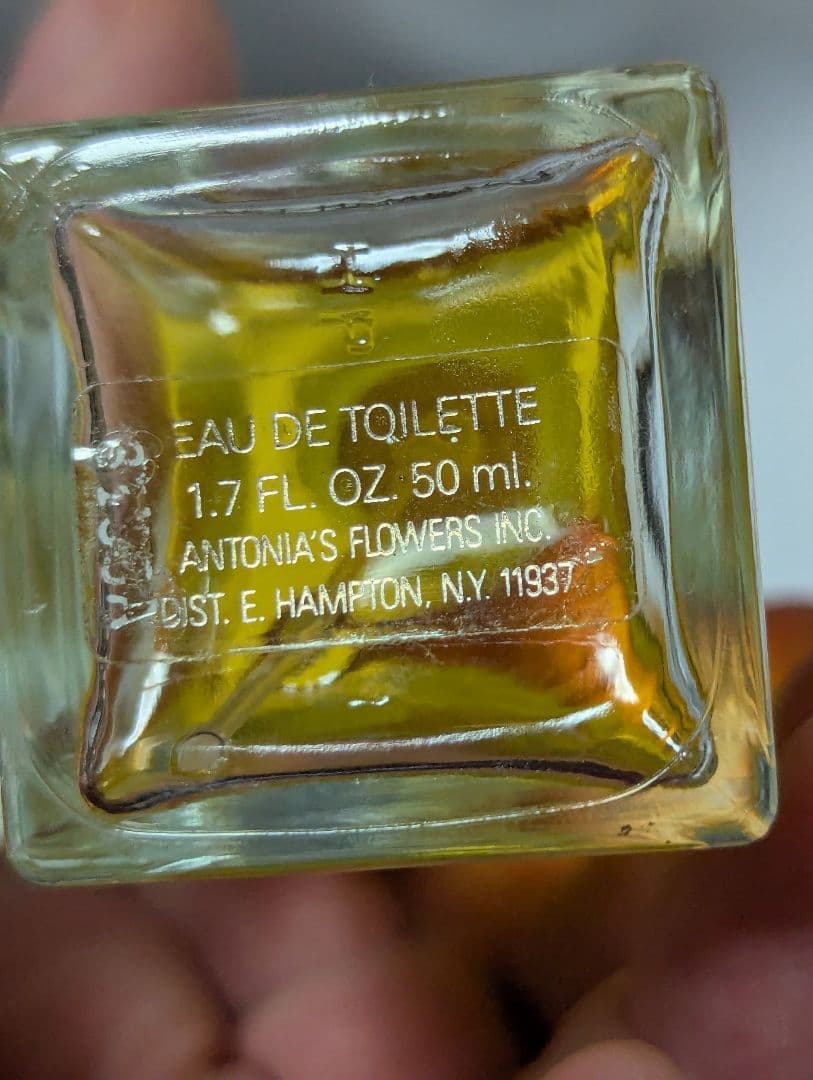 EAU DE TOILETTE
1.7 FL. OZ. 50 ml.
ANTONIA'S FLOWERS INC.
DIST. E. HAMPTON, N.Y. 11937